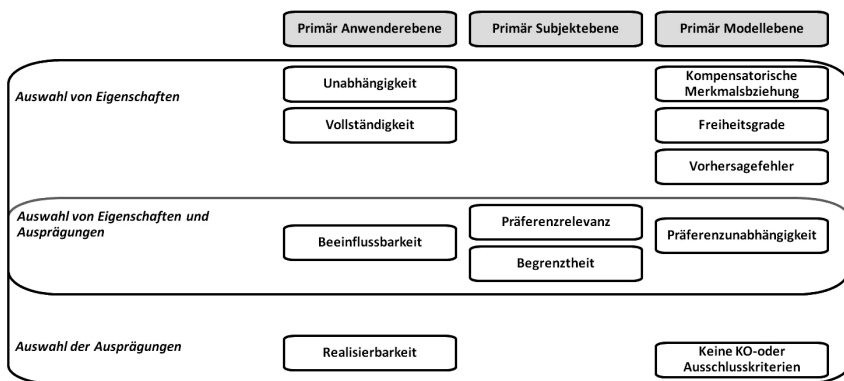 Primär Anwenderebene
Primär Subjektebene
Primär Modellebene
Auswahl von Eigenschaften
Unabhängigkeit
Kompensatorische
Merkmalsbziehung
Vollständigkeit
Freiheitsgrade
Vorhersagefehler
Auswahl von Eigenschaften und
Ausprägungen
Beeinflussbarkeit
Präferenzrelevanz
Präferenzunabhängigkeit
Begrenztheit
Auswahl der Ausprägungen
Realisierbarkeit
Keine KO-oder
Ausschlusskriterien